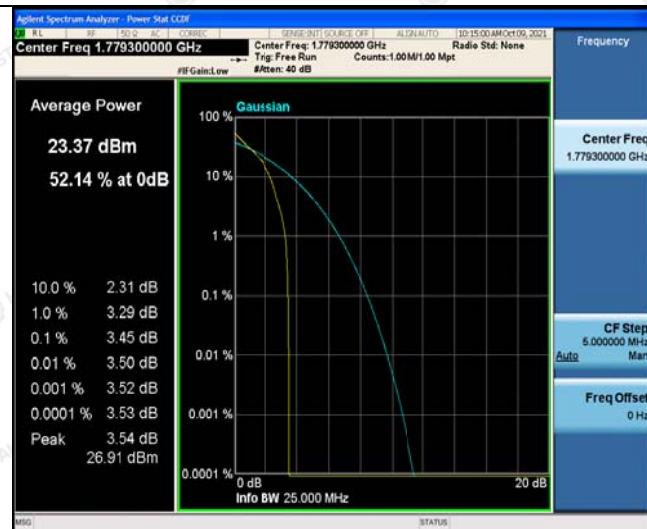 Agilent Spectrum Analyzer - Power Stat CCDF
RL RF 50 Ω AC CORREC SENSE:INT SOURCE OFF ALIGN AUTO 10:15:00 AM Oct 09, 2021
Center Freq 1.779300000 GHz
Center Freq: 1.779300000 GHz
Radio Std: None
Trig: Free Run
Counts:1.00 M/1.00 Mpt
#IFGain:Low
#Atten: 40 dB
Frequency
Average Power
23.37 dBm
52.14 % at 0dB
10.0 % 2.31 dB
1.0 % 3.29 dB
0.1 % 3.45 dB
0.01 % 3.50 dB
0.001 % 3.52 dB
0.0001 % 3.53 dB
Peak 3.54 dB
26.91 dBm
Gaussian
100 %
10 %
1 %
0.1 %
0.01 %
0.001 %
0.0001 %
0 dB
20 dB
Info BW 25.000 MHz
Center Freq
1.779300000 GHz
CF Step
5.000000 MHz
Auto Man
Freq Offset
0 Hz
MSG
STATUS